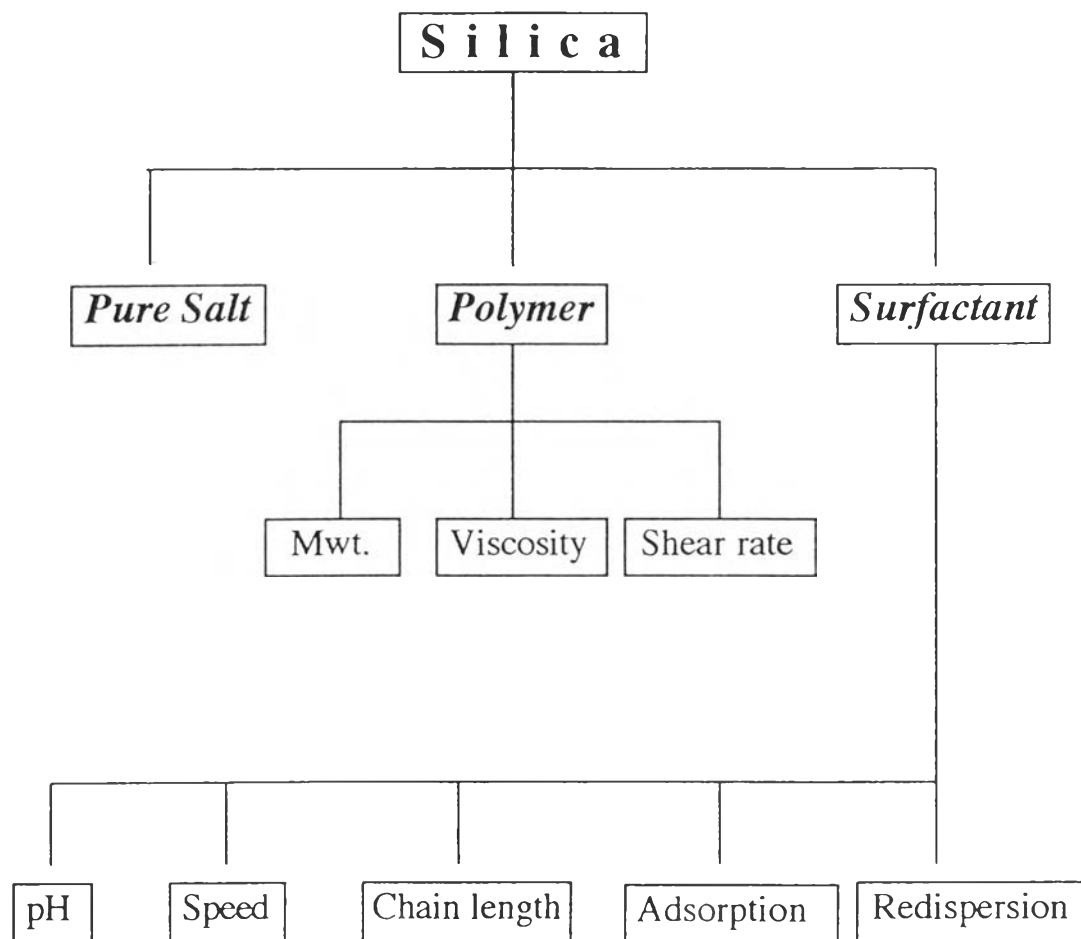 Silica
Pure Salt
Polymer
Surfactant
Mwt.
Viscosity
Shear rate
pH
Speed
Chain length
Adsorption
Redispersion